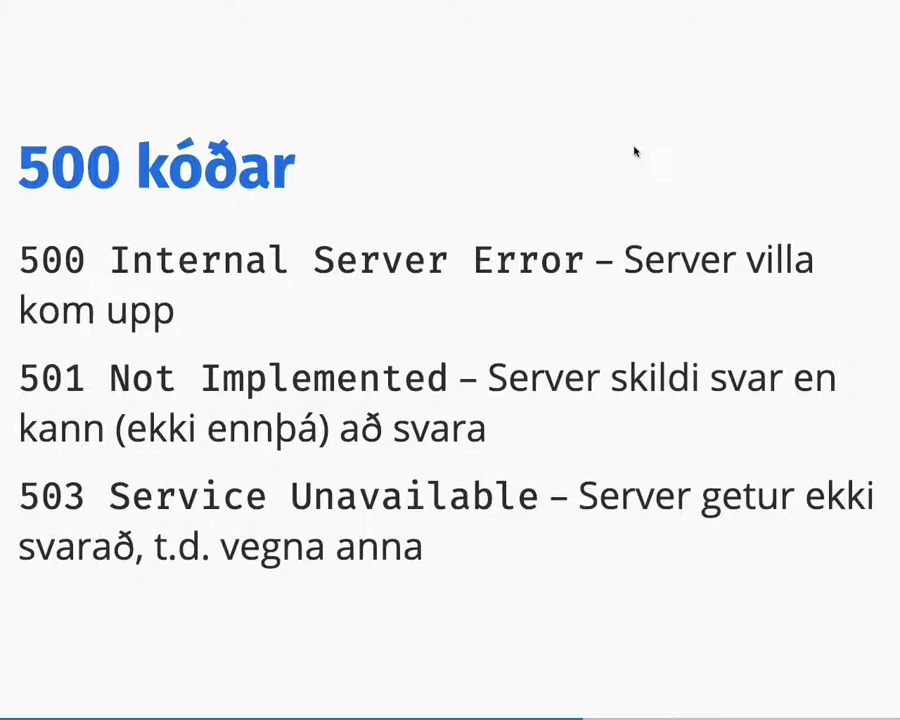 500 kóðar
500 Internal Server Error – Server villa
kom upp
501 Not Implemented – Server skildi svar en
kann (ekki ennþá) að svara
503 Service Unavailable – Server getur ekki
svarað, t.d. vegna anna